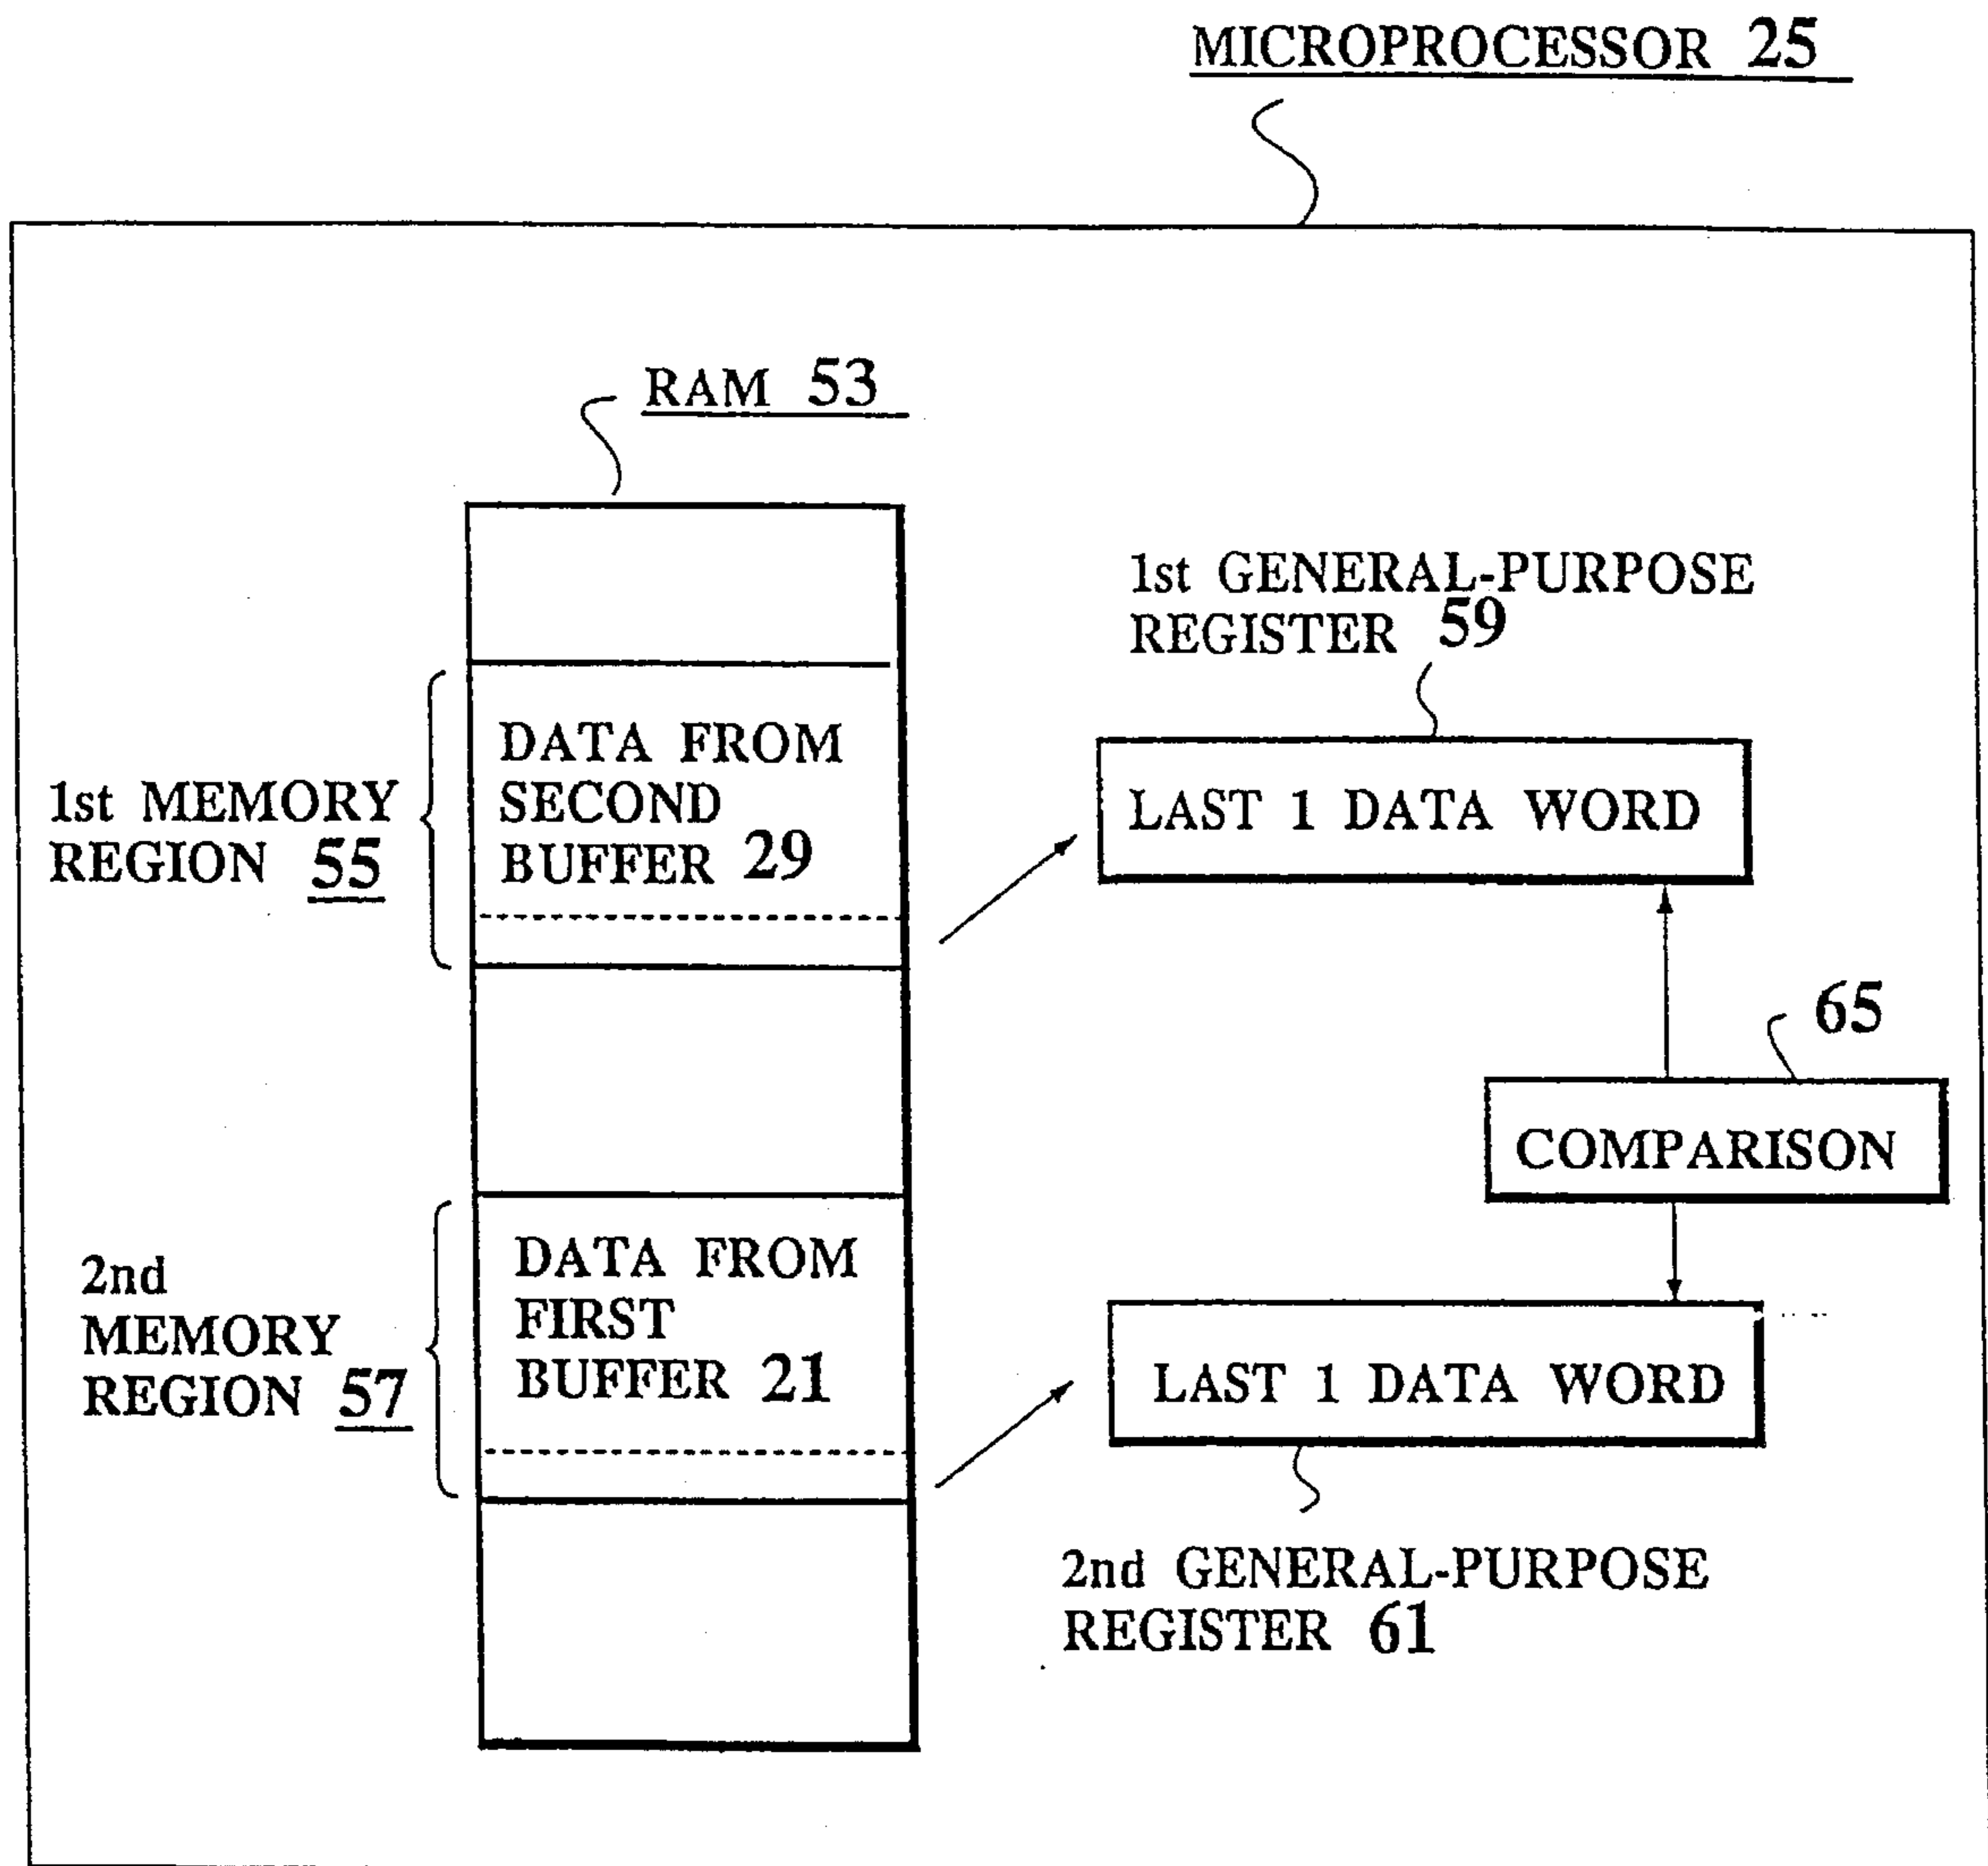 MICROPROCESSOR 25
RAM 53
1st GENERAL-PURPOSE
REGISTER 59
DATA FROM
SECOND
BUFFER 29
1st MEMORY
REGION 55
LAST 1 DATA WORD
65
COMPARISON
DATA FROM
FIRST
BUFFER 21
2nd
MEMORY
REGION 57
LAST 1 DATA WORD
2nd GENERAL-PURPOSE
REGISTER 61